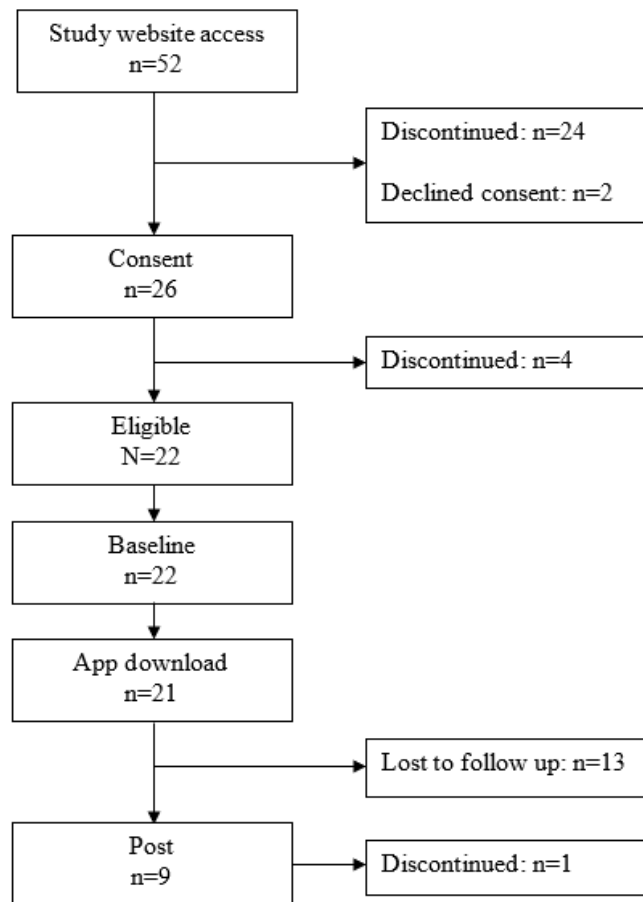 Study website access
n=52
Discontinued: n=24
Declined consent: n=2
Consent
n=26
Discontinued: n=4
Eligible
N=22
Baseline
n=22
App download
n=21
Lost to follow up: n=13
Post
n=9
Discontinued: n=1